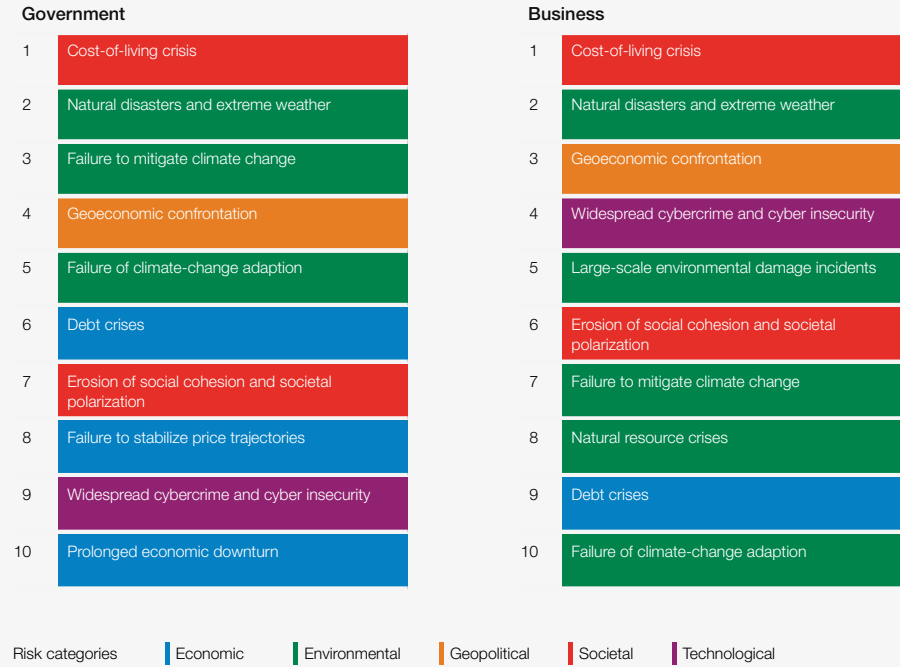 Government
1 Cost-of-living crisis
2 Natural disasters and extreme weather
3 Failure to mitigate climate change
4 Geoeconomic confrontation
5 Failure of climate-change adaption
6 Debt crises
7 Erosion of social cohesion and societal
polarization
8 Failure to stabilize price trajectories
9 Widespread cybercrime and cyber insecurity
10 Prolonged economic downturn
Business
1 Cost-of-living crisis
2 Natural disasters and extreme weather
3 Geoeconomic confrontation
4 Widespread cybercrime and cyber insecurity
5 Large-scale environmental damage incidents
6 Erosion of social cohesion and societal
polarization
7 Failure to mitigate climate change
8 Natural resource crises
9 Debt crises
10 Failure of climate-change adaption
Risk categories Economic Environmental Geopolitical Societal Technological